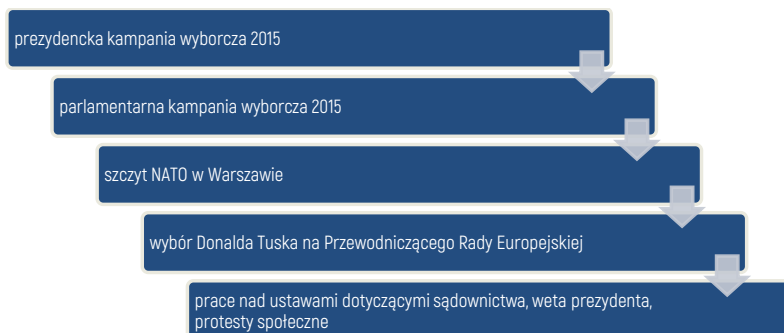 prezydencka kampania wyborcza 2015
parlamentarna kampania wyborcza 2015
szczyt NATO w Warszawie
wybór Donalda Tuska na Przewodniczącego Rady Europejskiej
prace nad ustawami dotyczącymi sądownictwa, weta prezydenta,
protesty społeczne